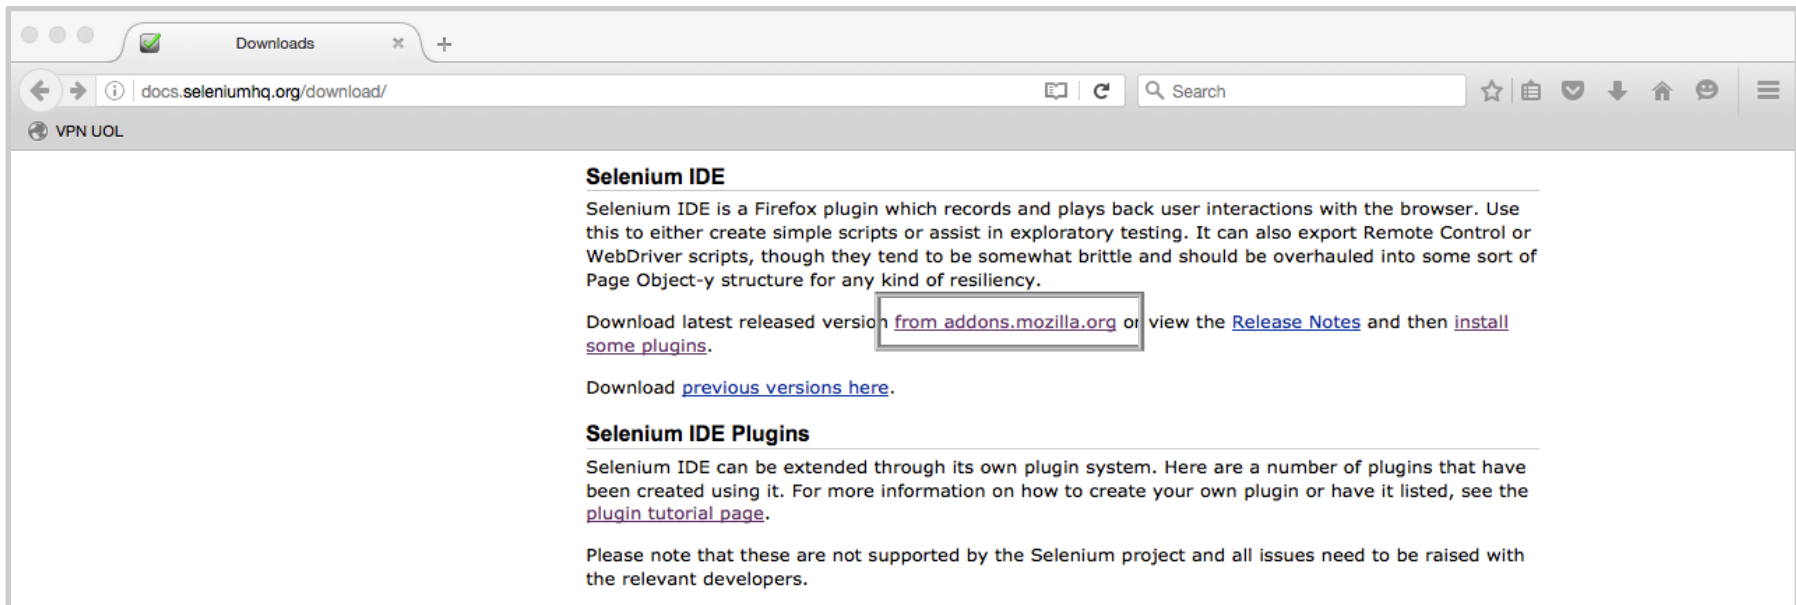 Downloads
docs.seleniumhq.org/download/
Search
VPN UOL
Selenium IDE
Selenium IDE is a Firefox plugin which records and plays back user interactions with the browser. Use
this to either create simple scripts or assist in exploratory testing. It can also export Remote Control or
WebDriver scripts, though they tend to be somewhat brittle and should be overhauled into some sort of
Page Object-y structure for any kind of resiliency.
Download latest released version from addons.mozilla.org or view the Release Notes and then install
some plugins.
Download previous versions here.
Selenium IDE Plugins
Selenium IDE can be extended through its own plugin system. Here are a number of plugins that have
been created using it. For more information on how to create your own plugin or have it listed, see the
plugin tutorial page.
Please note that these are not supported by the Selenium project and all issues need to be raised with
the relevant developers.